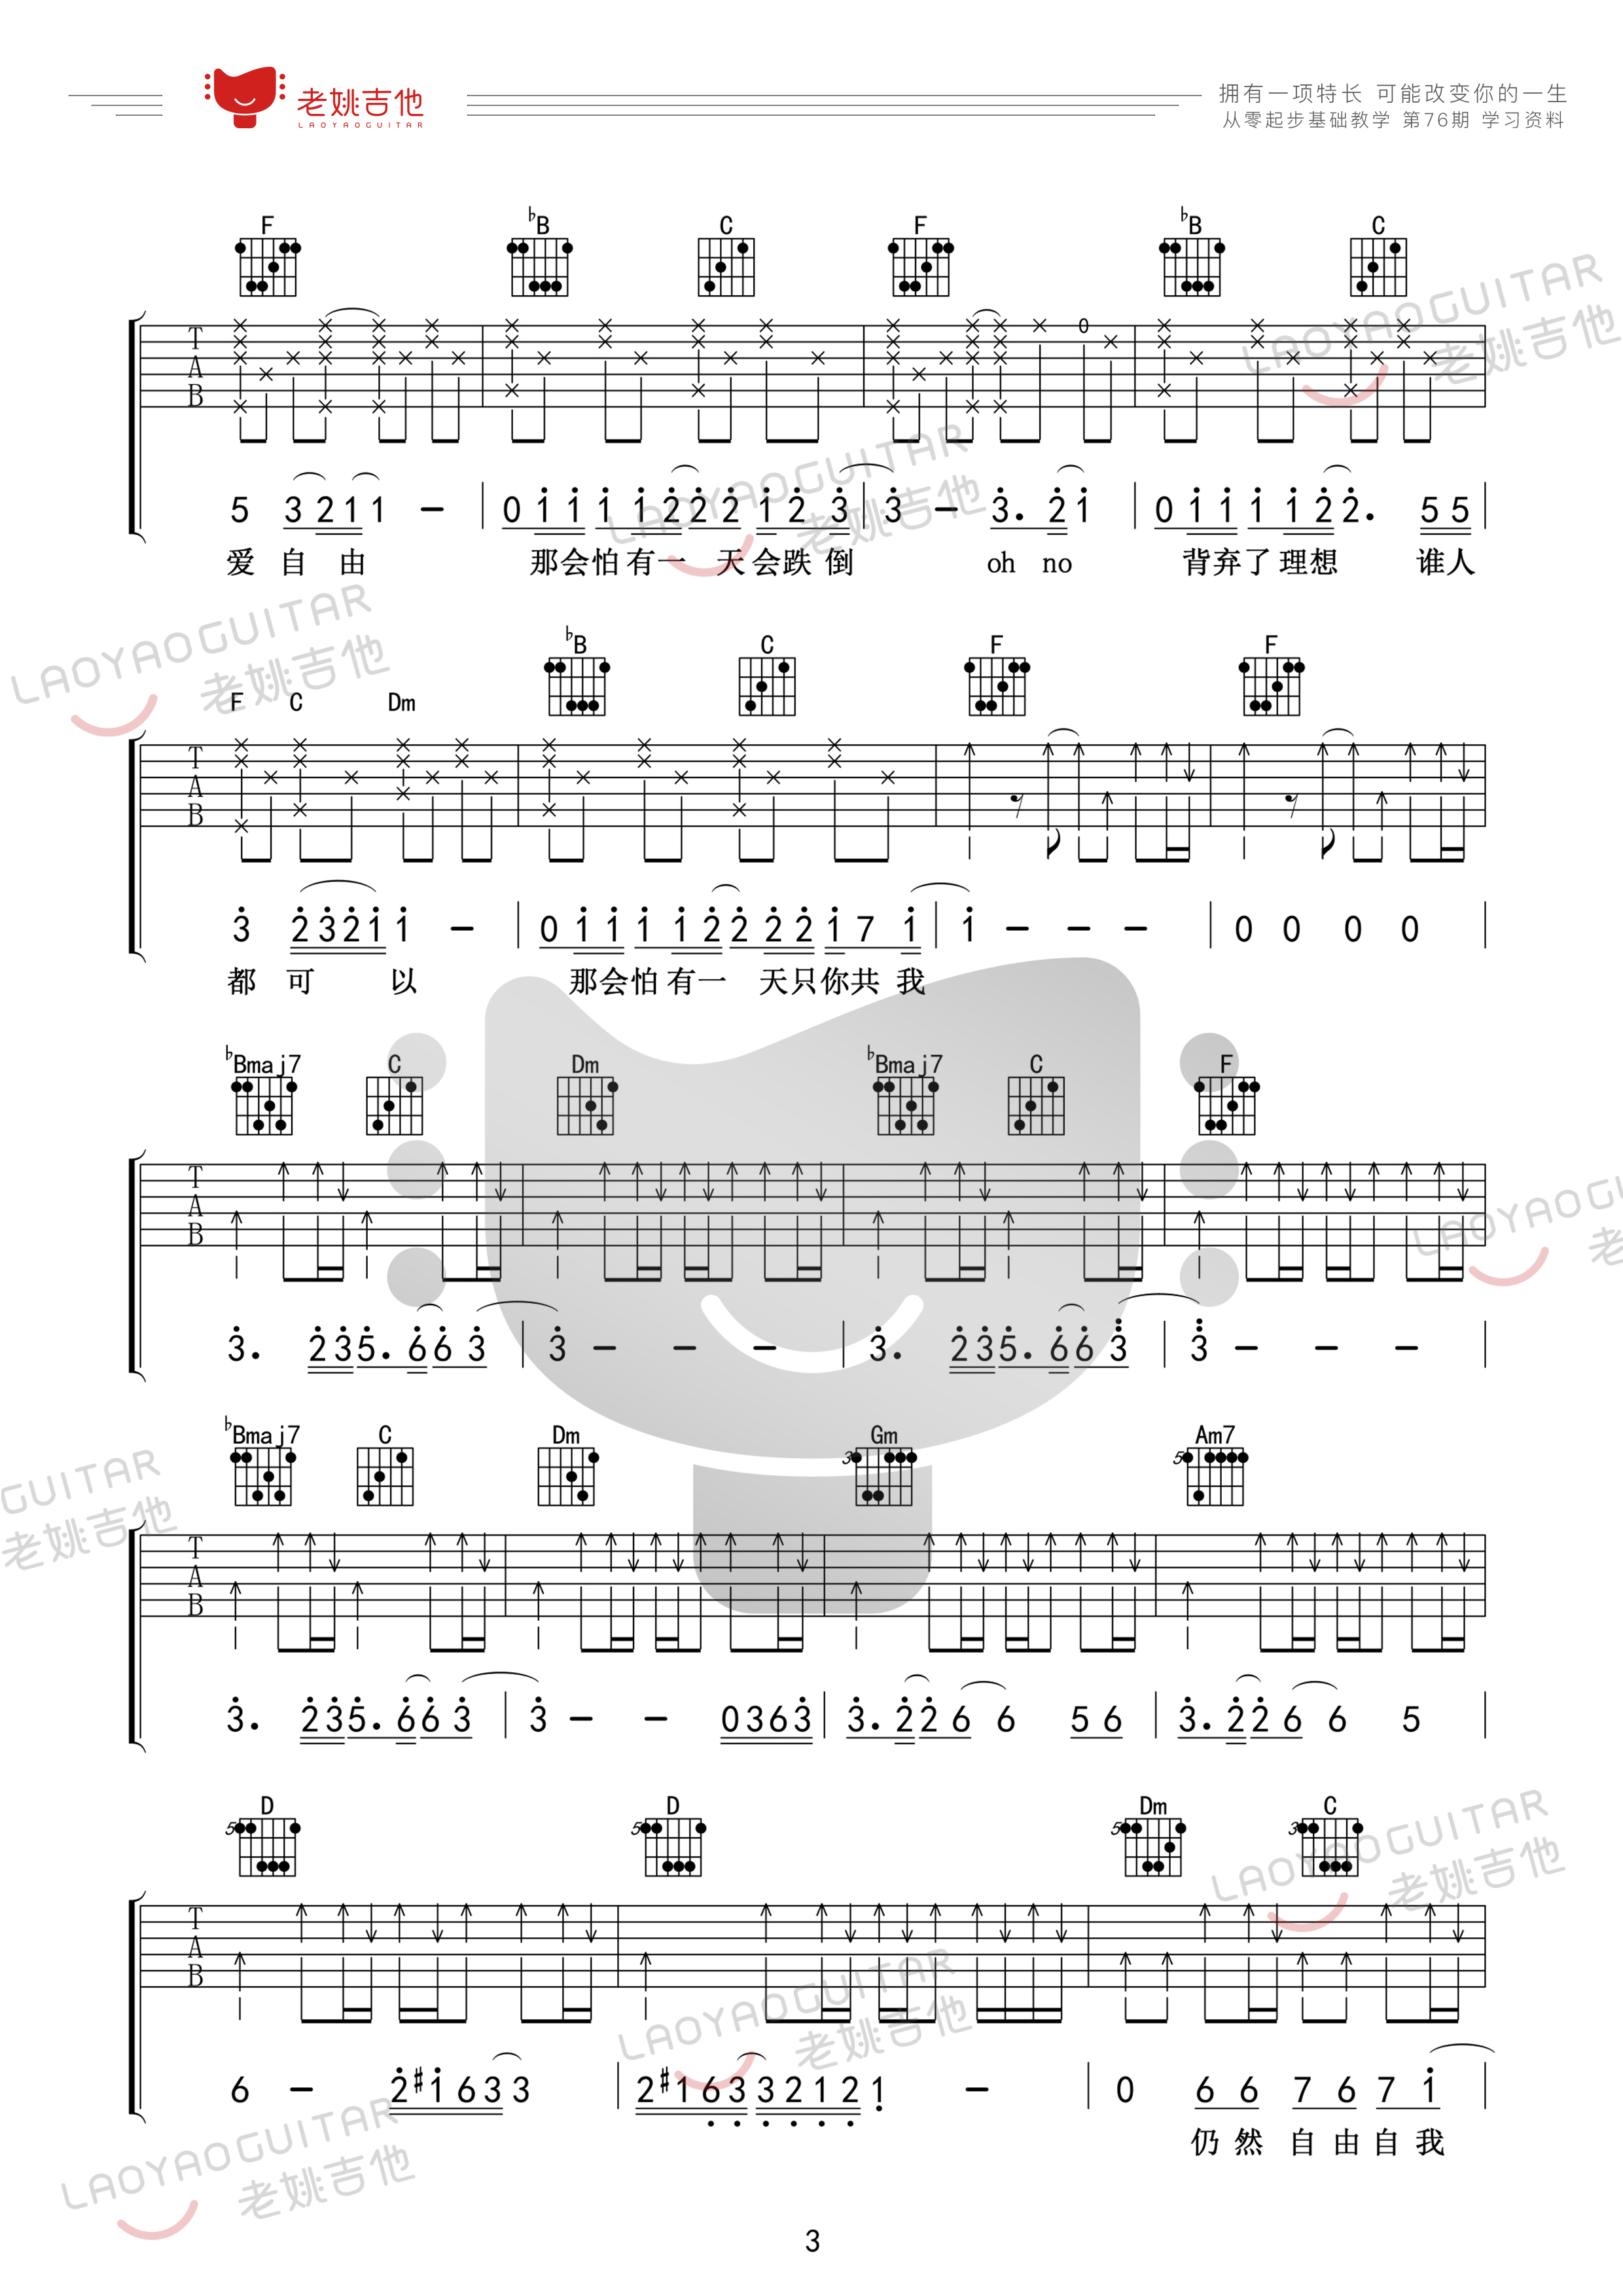 老姚吉他
LAOYAOGUITAR
拥有一项特长 可能改变你的一生
从零起步基础教学 第76期 学习资料
F ♭B C F ♭B C
T
A
B
0
5 3 2 1 1 - | 0 1 1 1 1 2 2 2 1 2 3 | 3 - 3. 2 1 | 0 1 1 1 1 2 2. 5 5 |
爱 自 由 那会怕有一 天会跌倒 oh no 背弃了理想 谁人
F C Dm ♭B C F F
T
A
B
3 2 3 2 1 1 - | 0 1 1 1 1 2 2 2 2 1 7 1 | 1 - - - | 0 0 0 0 |
都 可 以 那会怕有一 天只你共我
♭Bmaj7 C Dm ♭Bmaj7 C F
T
A
B
3. 2 3 5. 6 6 3 | 3 - - - | 3. 2 3 5. 6 6 3 | 3 - - - |
♭Bmaj7 C Dm 3 Gm 5 Am7
T
A
B
3. 2 3 5. 6 6 3 | 3 - - 0 3 6 3 | 3. 2 2 6 6 5 6 | 3. 2 2 6 6 5 |
5 D 5 D 5 Dm 3 C
T
A
B
6 - 2 #1 6 3 3 | 2 #1 6 3 3 2 1 2 1 - | 0 6 6 7 6 7 1 |
仍 然 自 由 自 我
3
LAOYAOGUITAR
老姚吉他